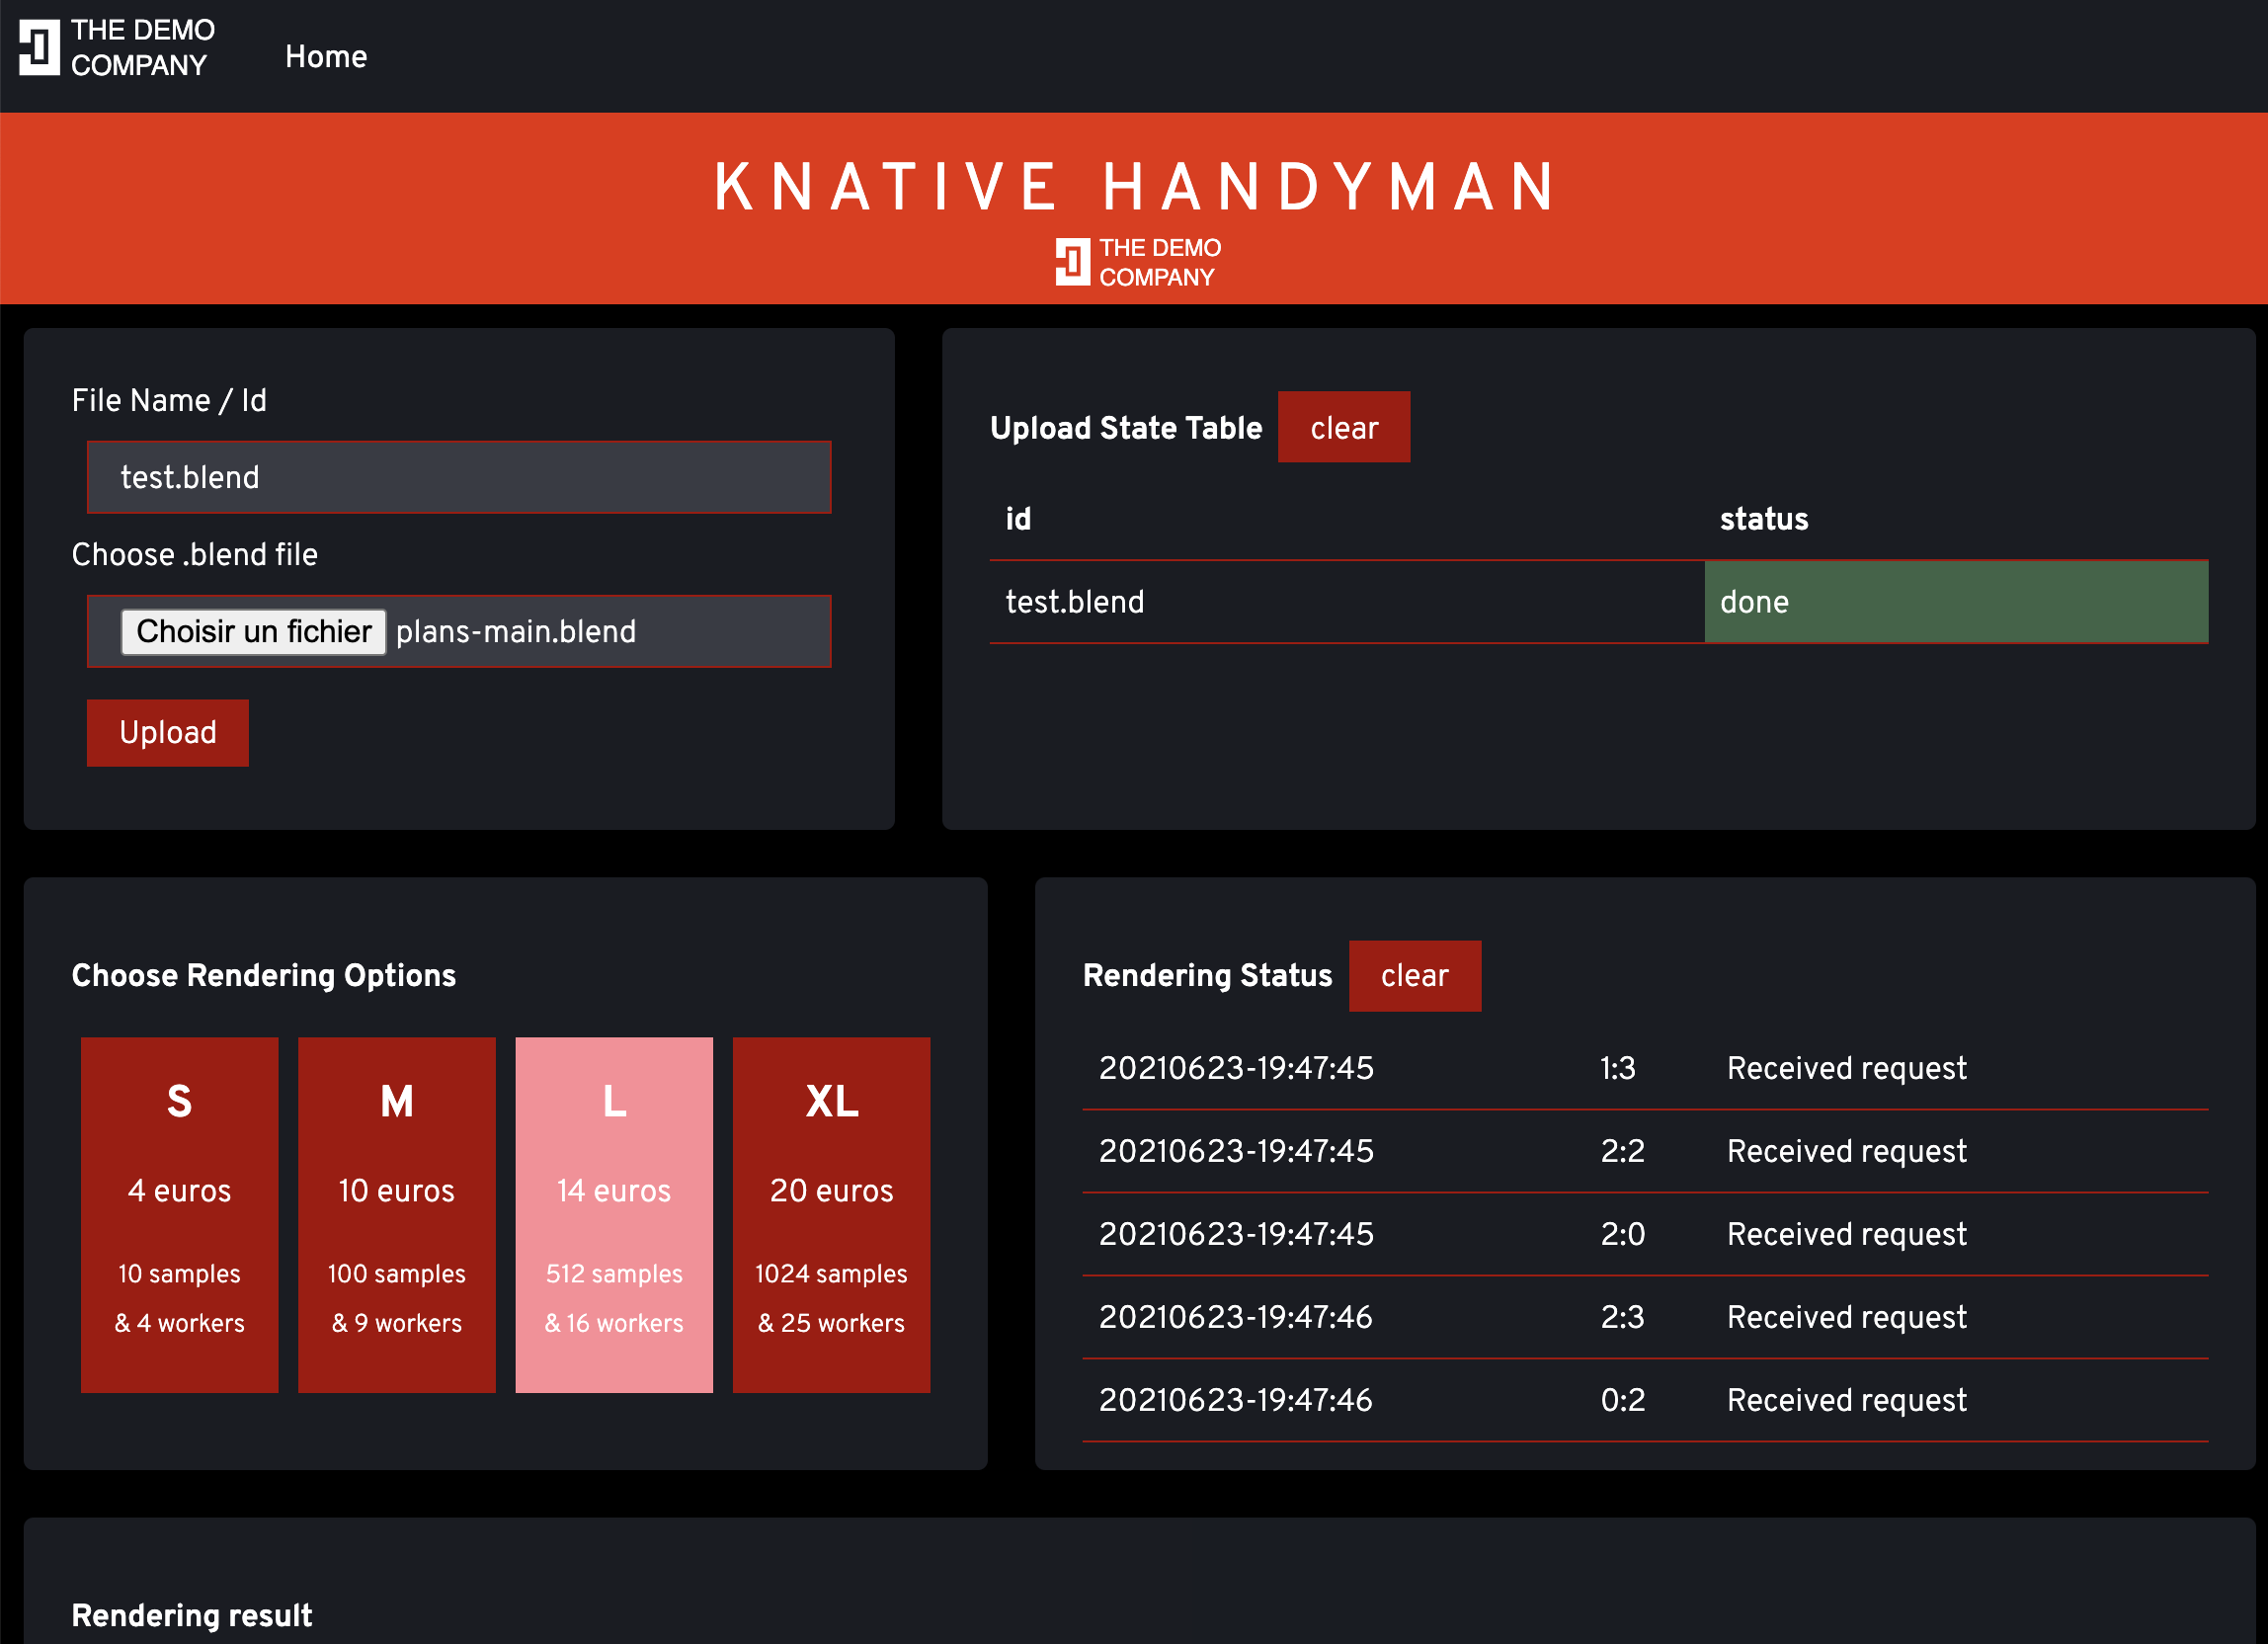 THE DEMO
COMPANY
Home
KNATIVE HANDYMAN
THE DEMO
COMPANY
File Name / Id
test.blend
Choose .blend file
Choisir un fichier plans-main.blend
Upload
Upload State Table clear
id status
test.blend done
Choose Rendering Options
S
4 euros
10 samples
& 4 workers
M
10 euros
100 samples
& 9 workers
L
14 euros
512 samples
& 16 workers
XL
20 euros
1024 samples
& 25 workers
Rendering Status clear
20210623-19:47:45 1:3 Received request
20210623-19:47:45 2:2 Received request
20210623-19:47:45 2:0 Received request
20210623-19:47:46 2:3 Received request
20210623-19:47:46 0:2 Received request
Rendering result